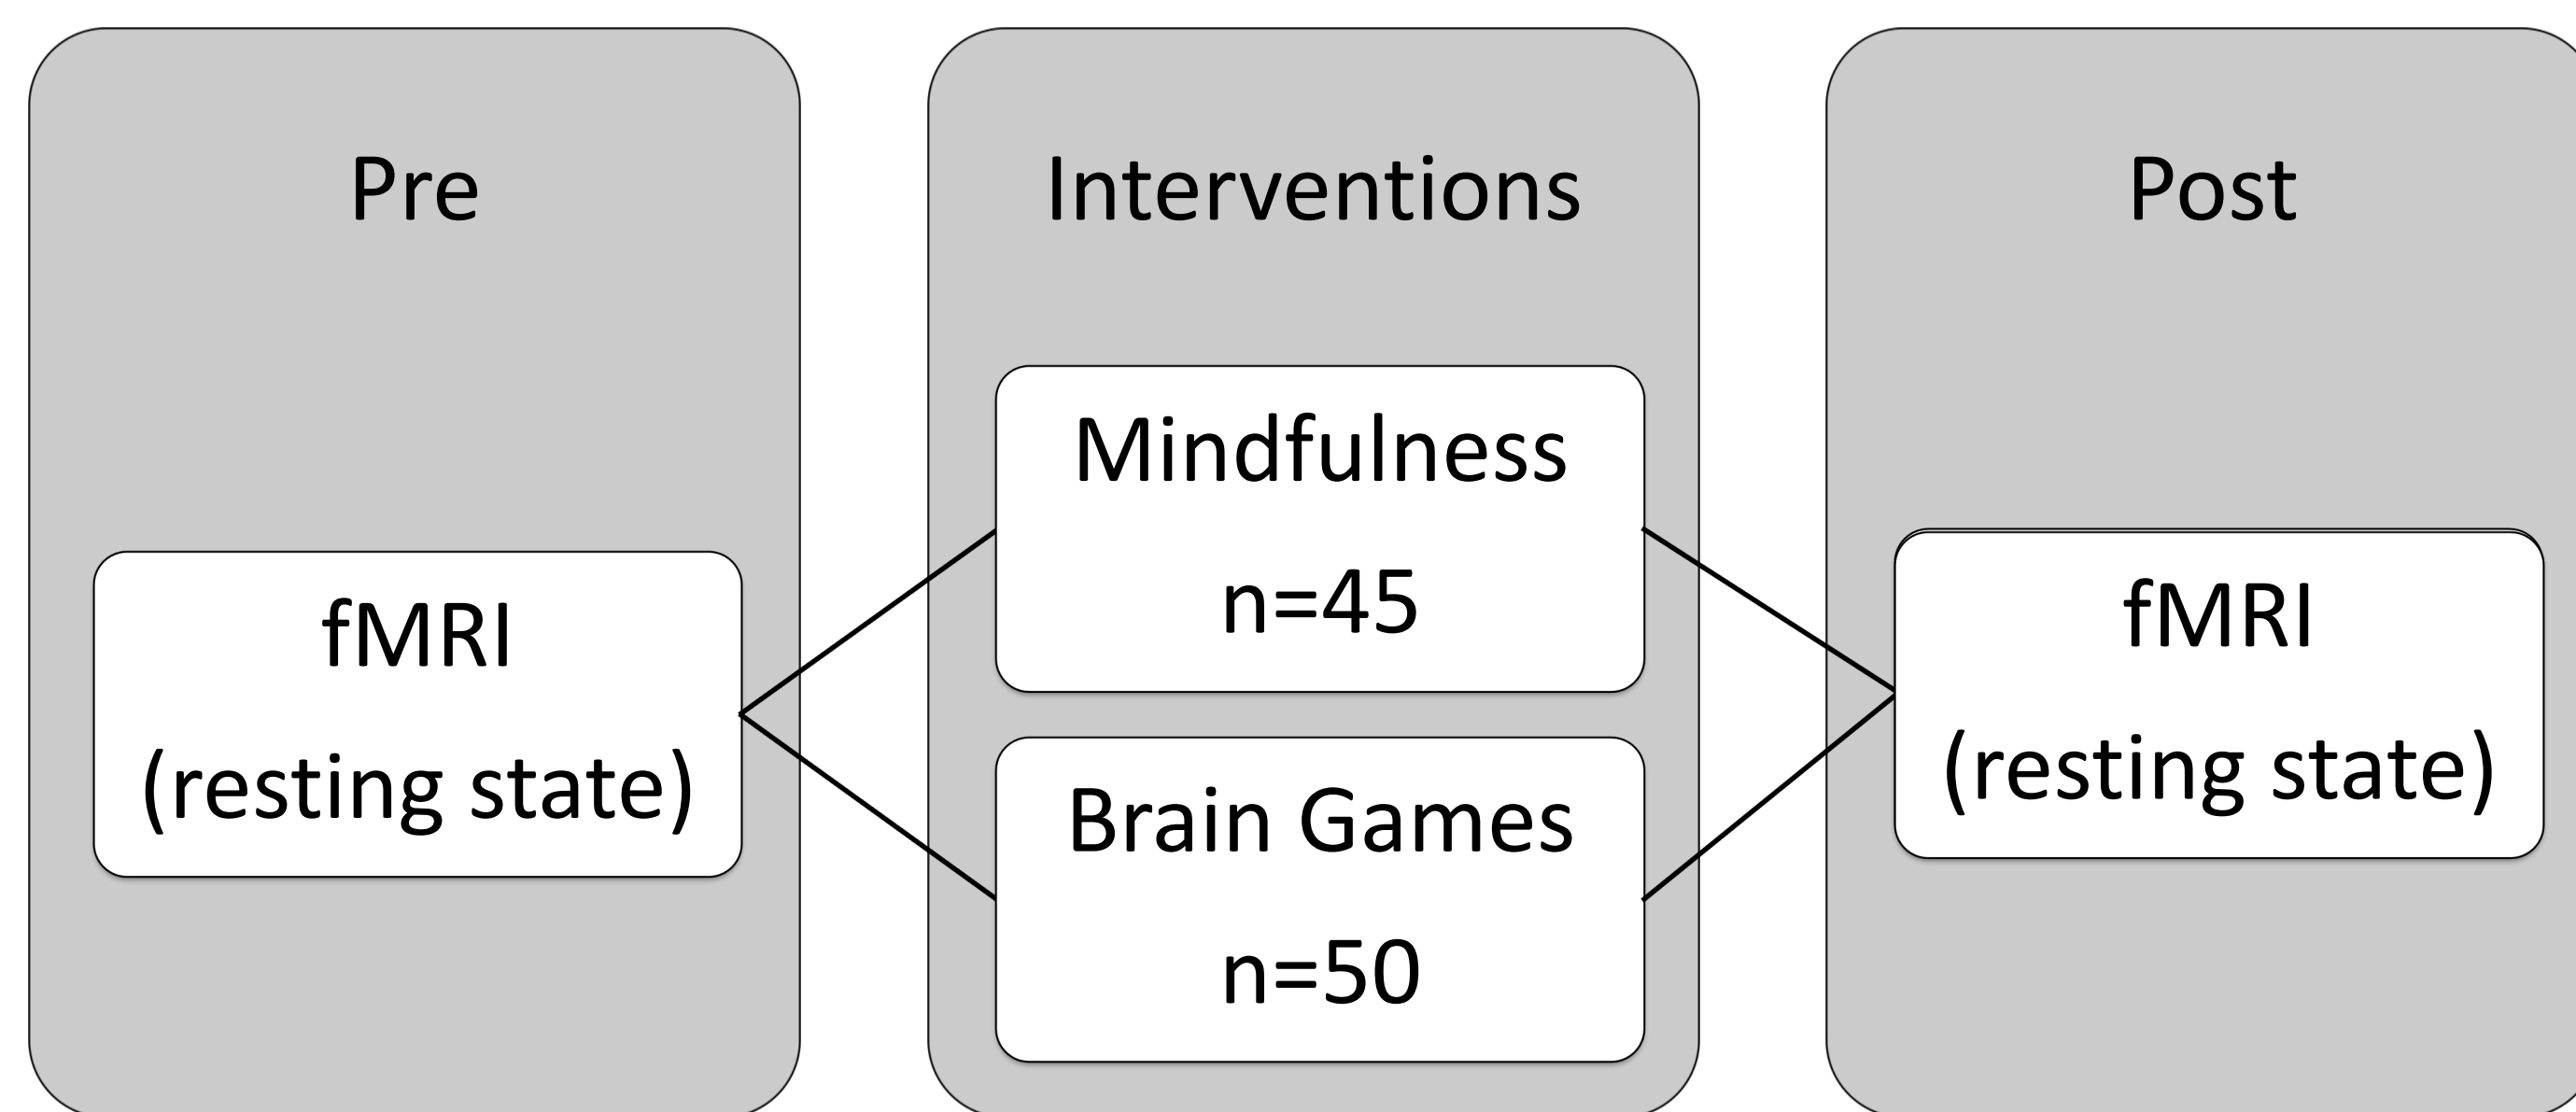 Pre
fMRI
(resting state)
Interventions
Mindfulness
n=45
Brain Games
n=50
Post
fMRI
(resting state)